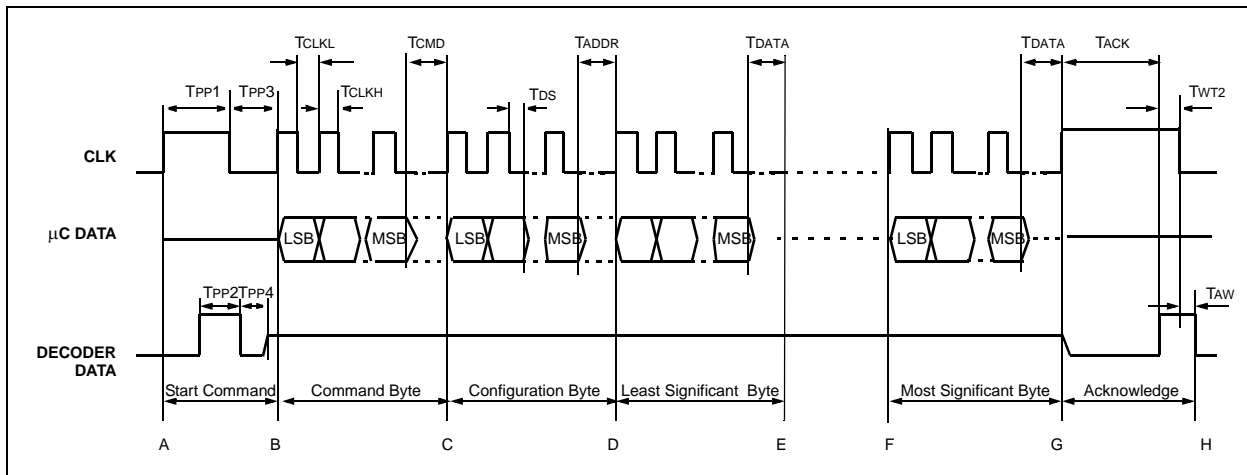 TCLKL TCMD TADDR TDATA TDATA TACK
TPP1 TPP3 TCLKH TDS TWT2
CLK
µC DATA LSB MSB LSB MSB MSB LSB MSB
TPP2 TPP4 TAW
DECODER
DATA
Start Command Command Byte Configuration Byte Least Significant Byte Most Significant Byte Acknowledge
A B C D E F G H